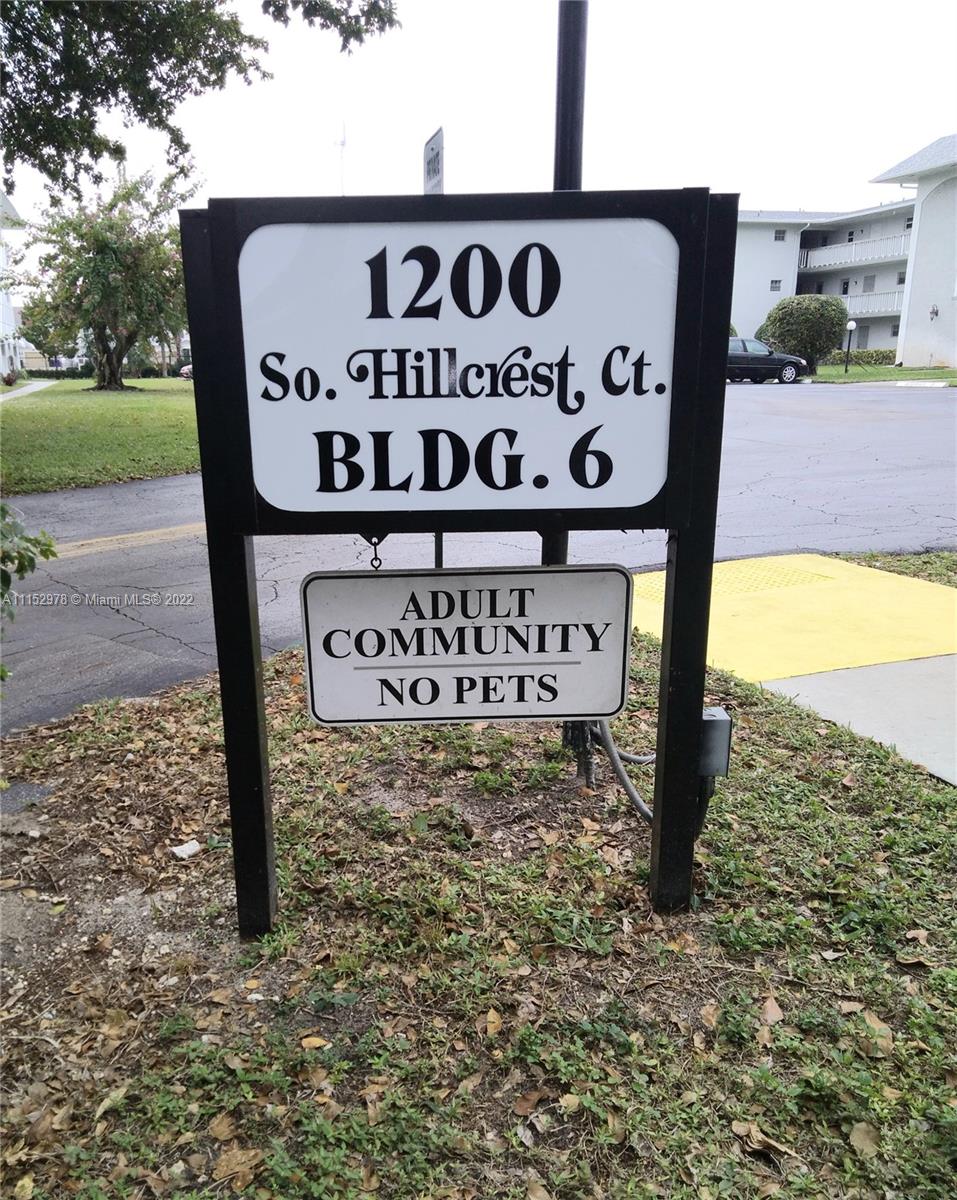 1200
So. Hillcrest Ct.
BLDG. 6
ADULT
COMMUNITY
NO PETS
A11152978 © Miami MLS® 2022